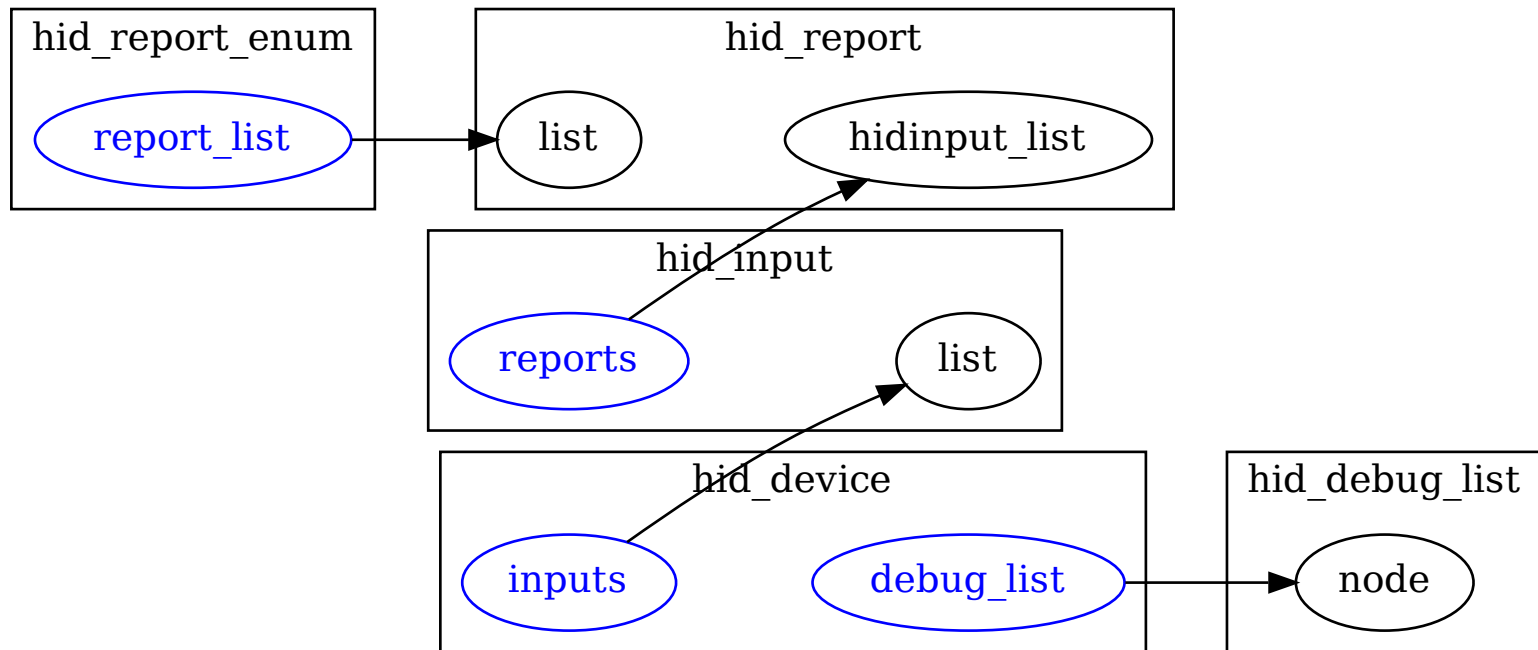 hid_report_enum
report_list
hid_report
list
hidinput_list
hid_input
reports
list
hid_device
inputs
debug_list
hid_debug_list
node